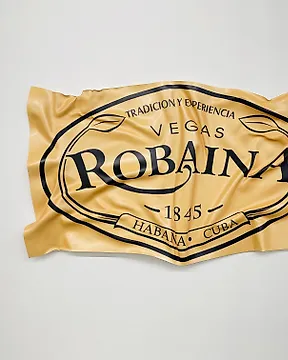 TRADICION Y EXPERIENCIA
VEGAS
ROBAINA
— 1845 —
HABANA • CUBA